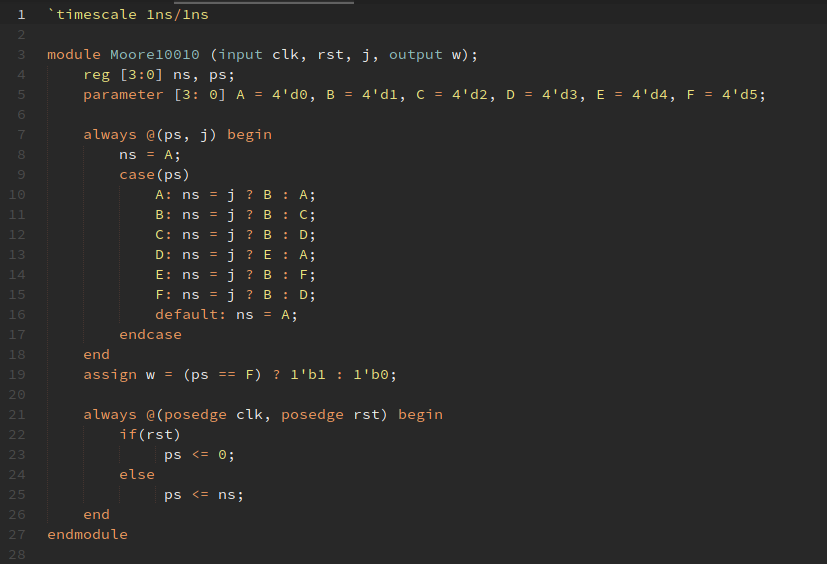 1 `timescale 1ns/1ns
2
3 module Moore10010 (input clk, rst, j, output w);
4     reg [3:0] ns, ps;
5     parameter [3: 0] A = 4'd0, B = 4'd1, C = 4'd2, D = 4'd3, E = 4'd4, F = 4'd5;
6
7     always @(ps, j) begin
8         ns = A;
9         case(ps)
10             A: ns = j ? B : A;
11             B: ns = j ? B : C;
12             C: ns = j ? B : D;
13             D: ns = j ? E : A;
14             E: ns = j ? B : F;
15             F: ns = j ? B : D;
16             default: ns = A;
17         endcase
18     end
19     assign w = (ps == F) ? 1'b1 : 1'b0;
20
21     always @(posedge clk, posedge rst) begin
22         if(rst)
23              ps <= 0;
24         else
25              ps <= ns;
26     end
27 endmodule
28